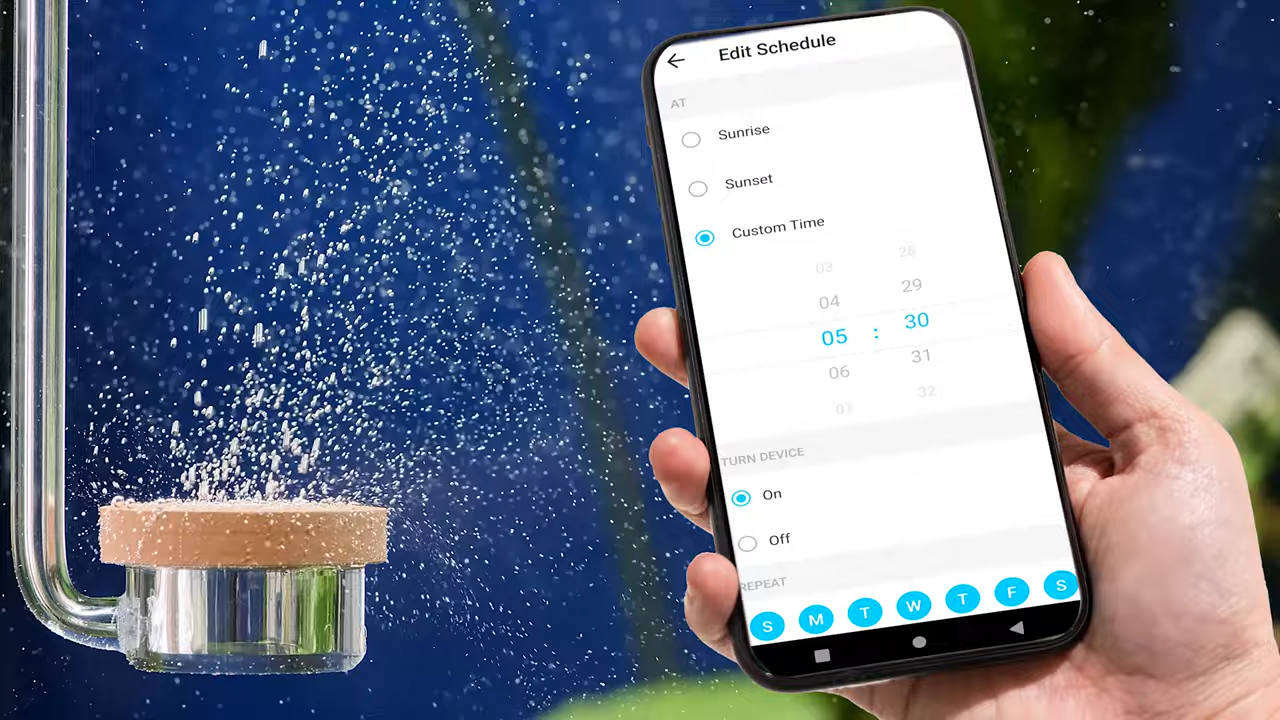 Edit Schedule
AT
Sunrise
Sunset
Custom Time
03 28
04 29
05 : 30
06 31
07 32
TURN DEVICE
On
Off
REPEAT
S M T W T F S